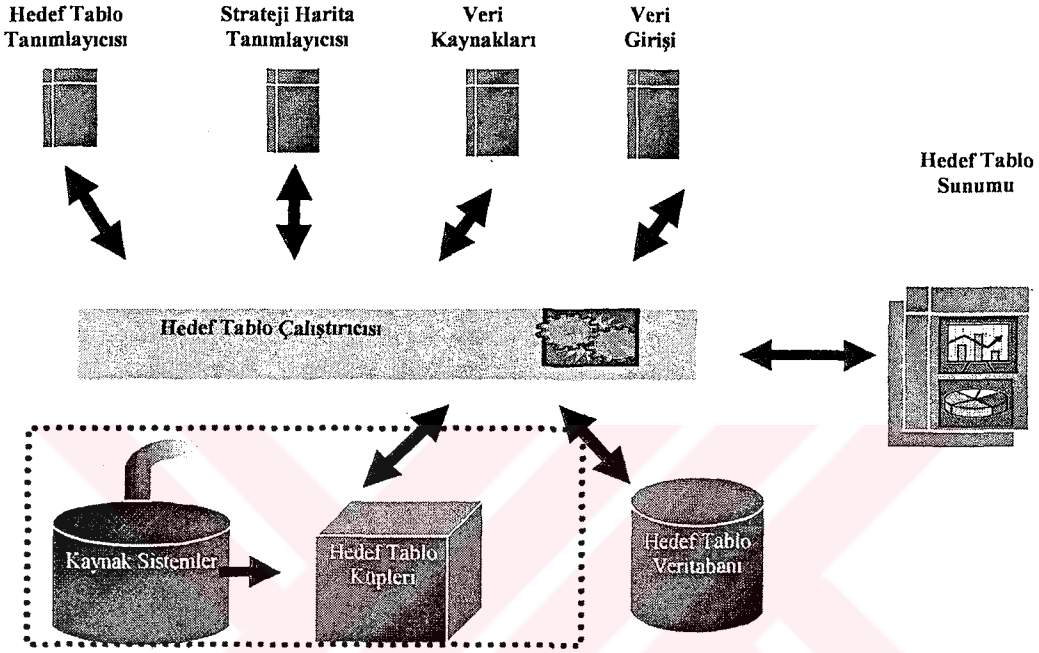 Hedef Tablo
Tanımlayıcısı
Strateji Harita
Tanımlayıcısı
Veri
Kaynakları
Veri
Girişi
Hedef Tablo
Sunumu
Hedef Tablo Çalıştırıcısı
Kaynak Sistemler
Hedef Tablo
Küpleri
Hedef Tablo
Veritabanı